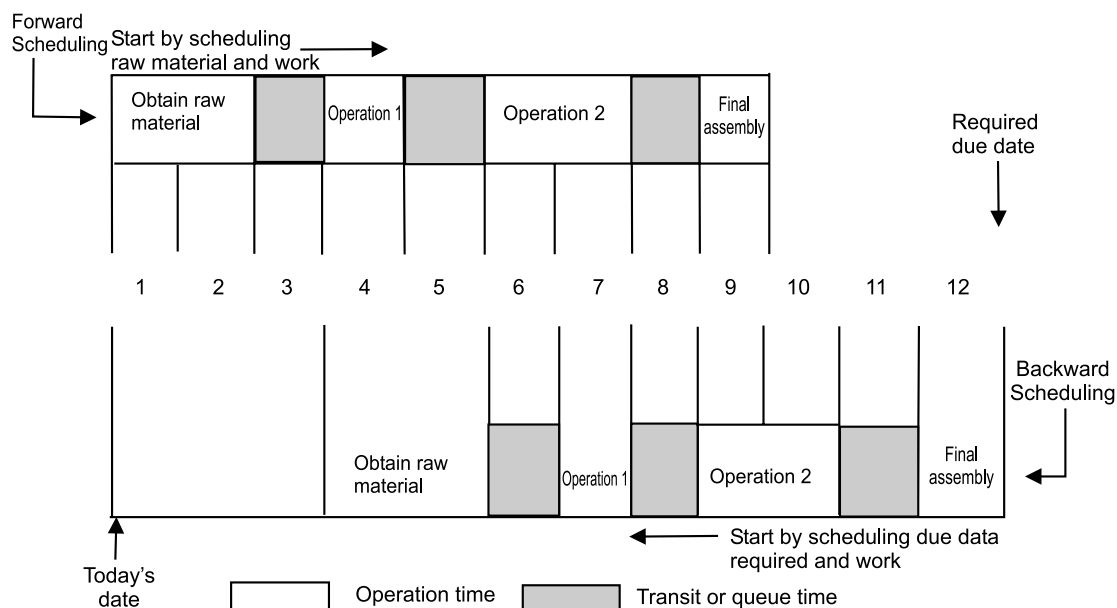 Forward
Scheduling
Start by scheduling
raw material and work
Obtain raw
material
Operation 1
Operation 2
Final
assembly
Required
due date
1 2 3 4 5 6 7 8 9 10 11 12
Backward
Scheduling
Obtain raw
material
Operation 1
Operation 2
Final
assembly
Start by scheduling due data
required and work
Today's
date
Operation time
Transit or queue time